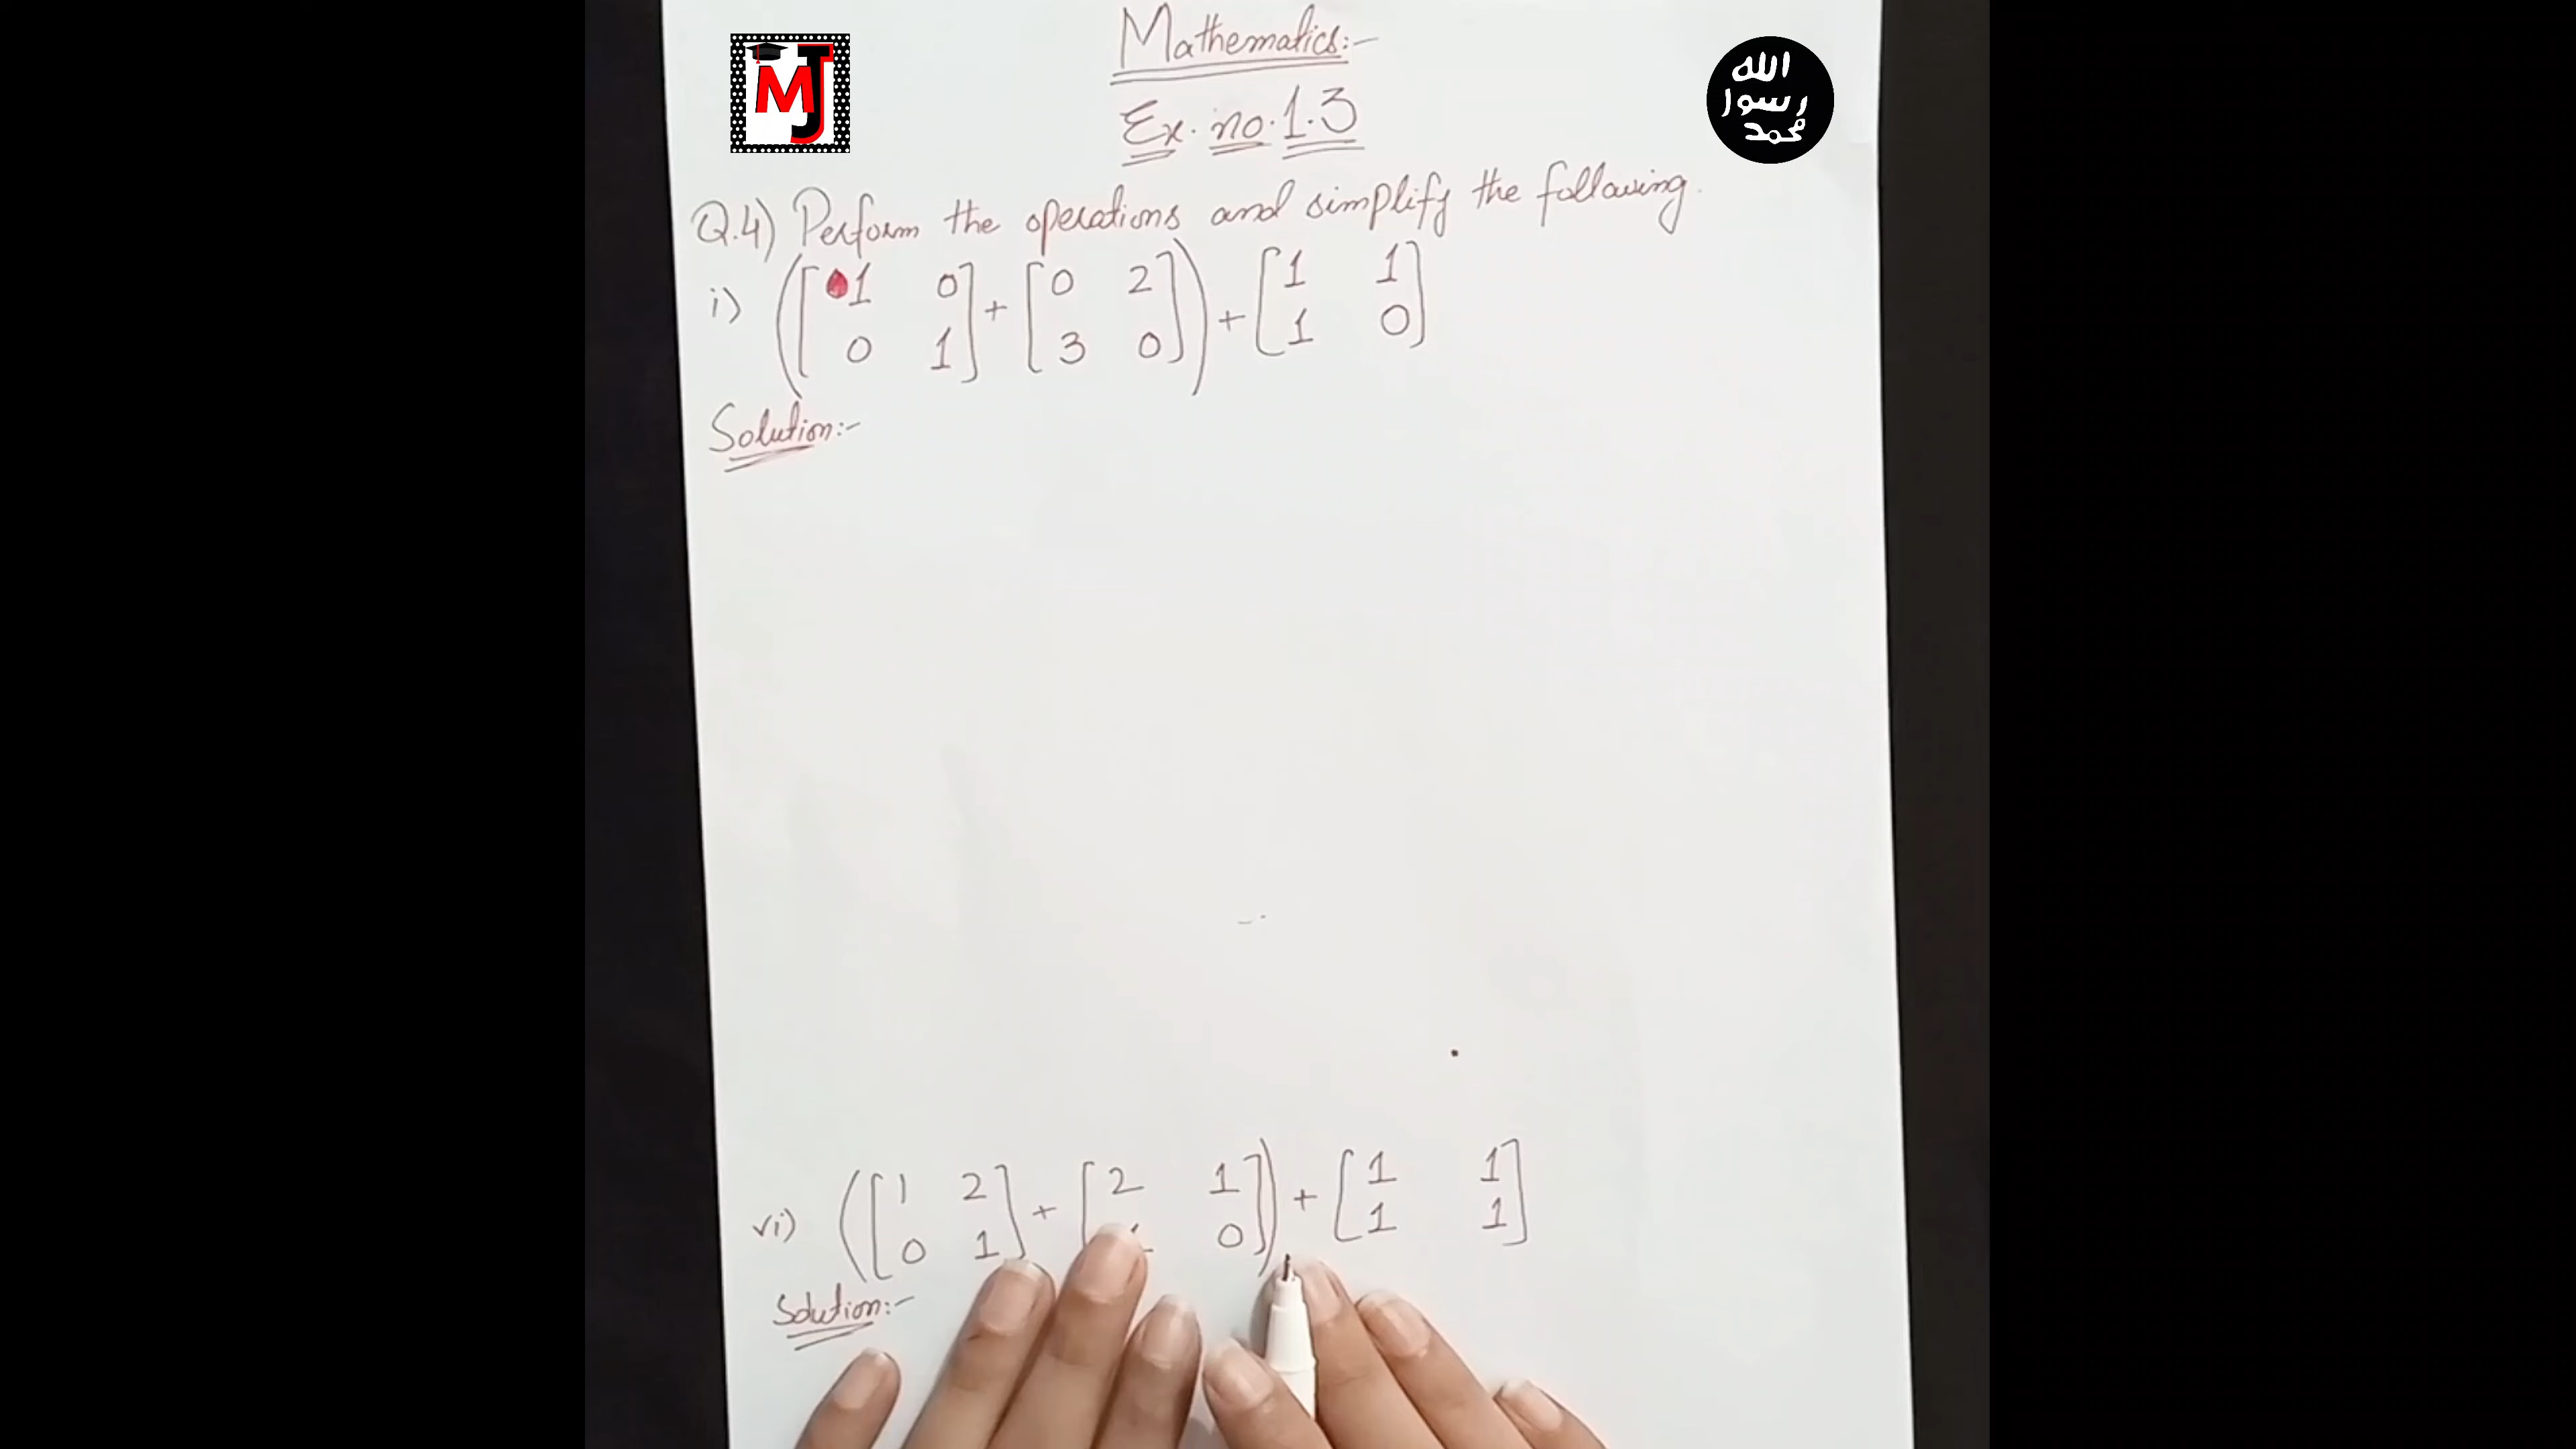 MJ
الله
رسول
محمد
Mathematics:-
Ex. no. 1.3
Q.4) Perform the operations and simplify the following.
i) ([1 0] + [0 2]) + [1 1]
[0 1] [3 0] [1 0]
Solution:-
vi) ([1 2] + [2 1]) + [1 1]
[0 1] [ 0] [1 1]
Solution:-